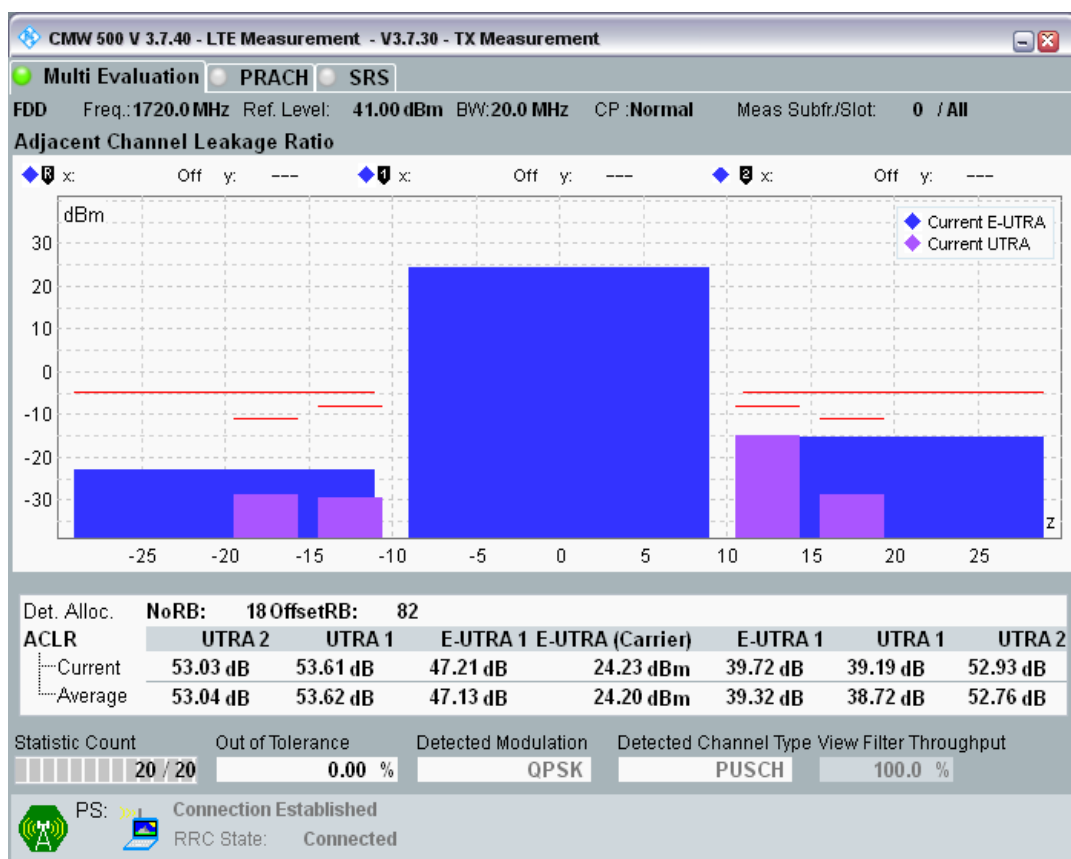 CMW 500 V 3.7.40 - LTE Measurement - V3.7.30 - TX Measurement
Multi Evaluation PRACH SRS
FDD Freq.: 1720.0 MHz Ref. Level: 41.00 dBm BW: 20.0 MHz CP : Normal Meas Subfr./Slot: 0 / All
Adjacent Channel Leakage Ratio
R x: Off y: --- 1 x: Off y: --- 2 x: Off y: ---
dBm
Current E-UTRA
Current UTRA
30
20
10
0
-10
-20
-30
z
-25 -20 -15 -10 -5 0 5 10 15 20 25
Det. Alloc. NoRB: 18 OffsetRB: 82
ACLR UTRA 2 UTRA 1 E-UTRA 1 E-UTRA (Carrier) E-UTRA 1 UTRA 1 UTRA 2
Current 53.03 dB 53.61 dB 47.21 dB 24.23 dBm 39.72 dB 39.19 dB 52.93 dB
Average 53.04 dB 53.62 dB 47.13 dB 24.20 dBm 39.32 dB 38.72 dB 52.76 dB
Statistic Count Out of Tolerance Detected Modulation Detected Channel Type View Filter Throughput
20 / 20 0.00 % QPSK PUSCH 100.0 %
PS: Connection Established
RRC State: Connected